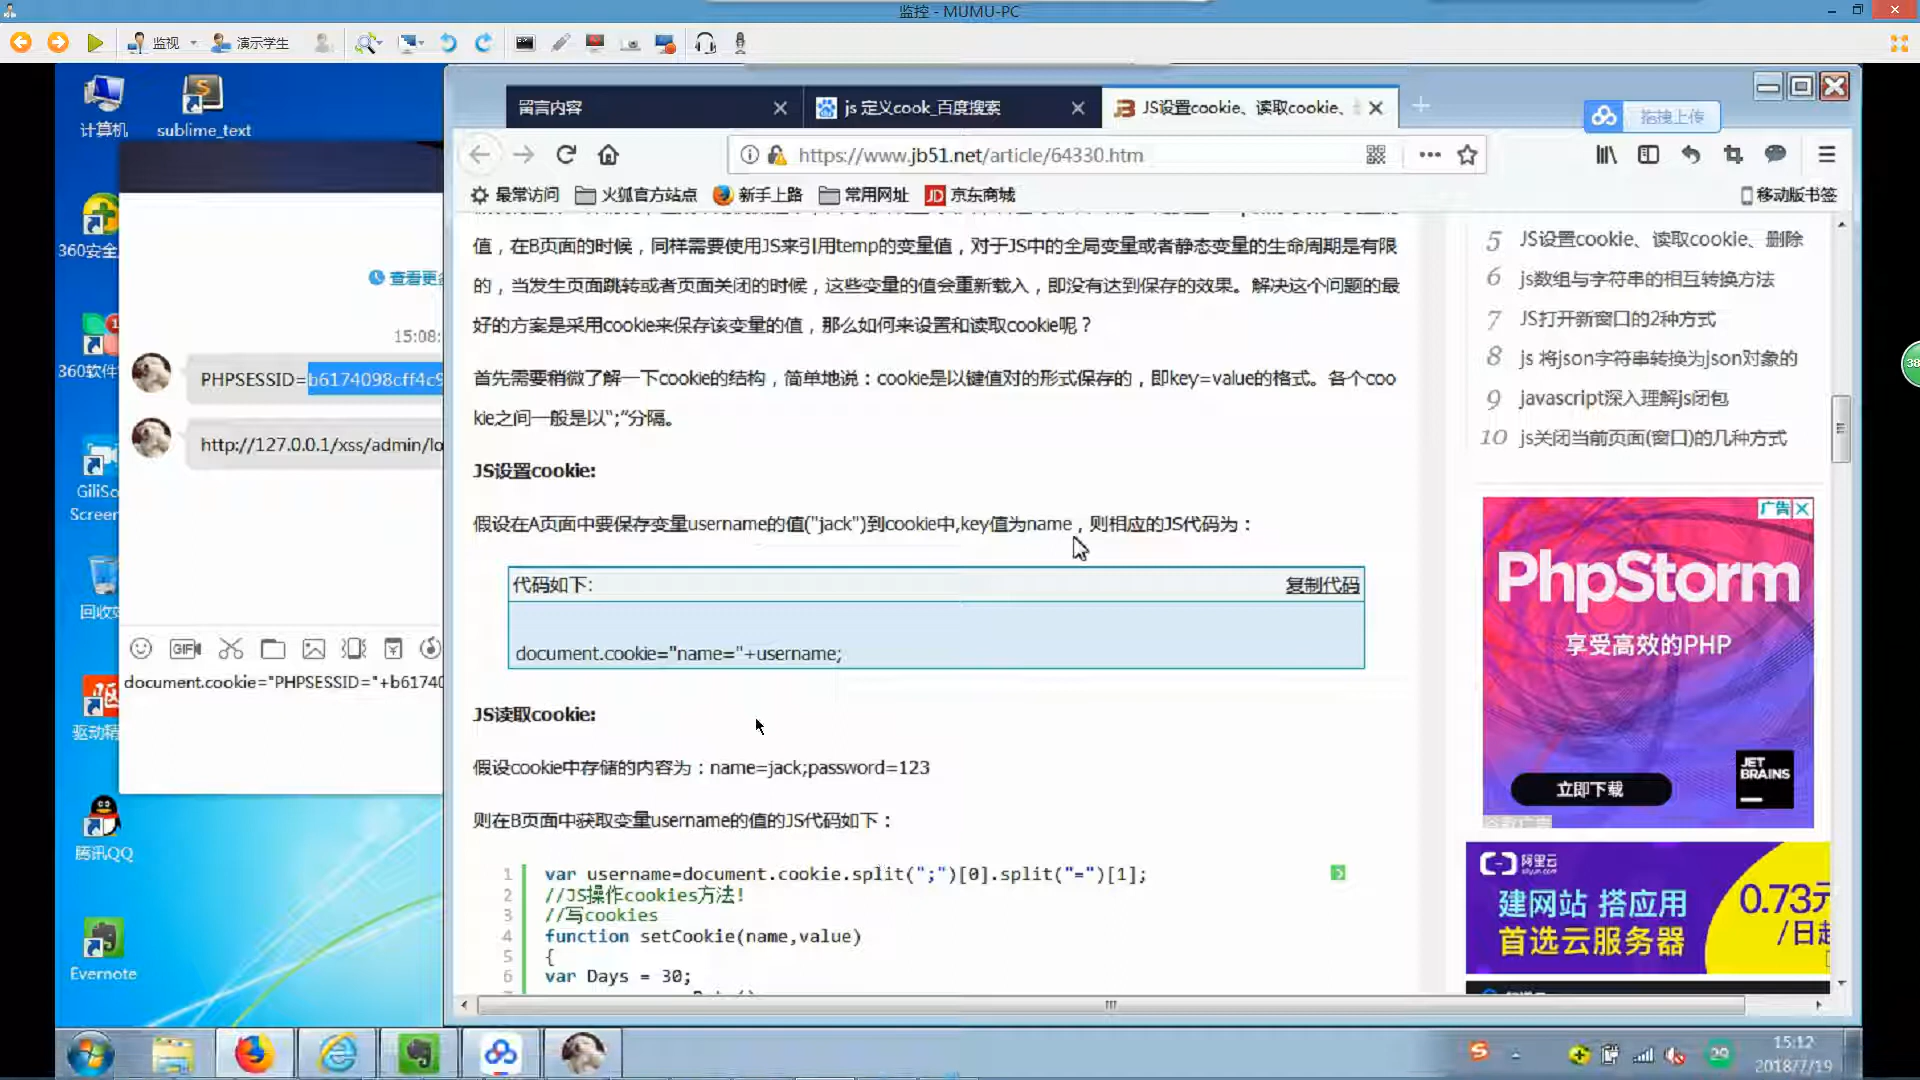 监控 - MUMU-PC
监视
演示学生
计算机
sublime_text
360安全
360软件
GiliSc
Screen
驱动精
腾讯QQ
Evernote
查看更多
15:08:
PHPSESSID=b6174098cff4c9
http://127.0.0.1/xss/admin/lo
GIF
document.cookie="PHPSESSID="+b61740
留言内容
js 定义cook_百度搜索
JS设置cookie、读取cookie、
拖拽上传
https://www.jb51.net/article/64330.htm
最常访问
火狐官方站点
新手上路
常用网址
JD 京东商城
移动版书签
值，在B页面的时候，同样需要使用JS来引用temp的变量值，对于JS中的全局变量或者静态变量的生命周期是有限
的，当发生页面跳转或者页面关闭的时候，这些变量的值会重新载入，即没有达到保存的效果。解决这个问题的最
好的方案是采用cookie来保存该变量的值，那么如何来设置和读取cookie呢？
首先需要稍微了解一下cookie的结构，简单地说：cookie是以键值对的形式保存的，即key=value的格式。各个coo
kie之间一般是以“;”分隔。
JS设置cookie:
假设在A页面中要保存变量username的值("jack")到cookie中,key值为name，则相应的JS代码为：
代码如下:
复制代码
document.cookie="name="+username;
JS读取cookie:
假设cookie中存储的内容为：name=jack;password=123
则在B页面中获取变量username的值的JS代码如下：
1 var username=document.cookie.split(";")[0].split("=")[1];
2 //JS操作cookies方法!
3 //写cookies
4 function setCookie(name,value)
5 {
6 var Days = 30;
5 JS设置cookie、读取cookie、删除
6 js数组与字符串的相互转换方法
7 JS打开新窗口的2种方式
8 js 将json字符串转换为json对象的
9 javascript深入理解js闭包
10 js关闭当前页面(窗口)的几种方式
广告
PhpStorm
享受高效的PHP
立即下载
JET
BRAINS
阿里云
建网站 搭应用
首选云服务器
0.73元
/日起
38
29
15:12
2018/7/19